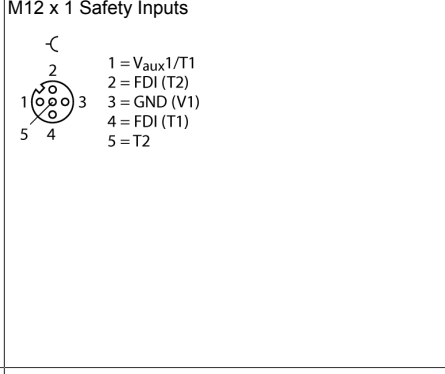 M12 x 1 Safety Inputs
2
1 3
5 4
1 = Vaux1/T1
2 = FDI (T2)
3 = GND (V1)
4 = FDI (T1)
5 = T2